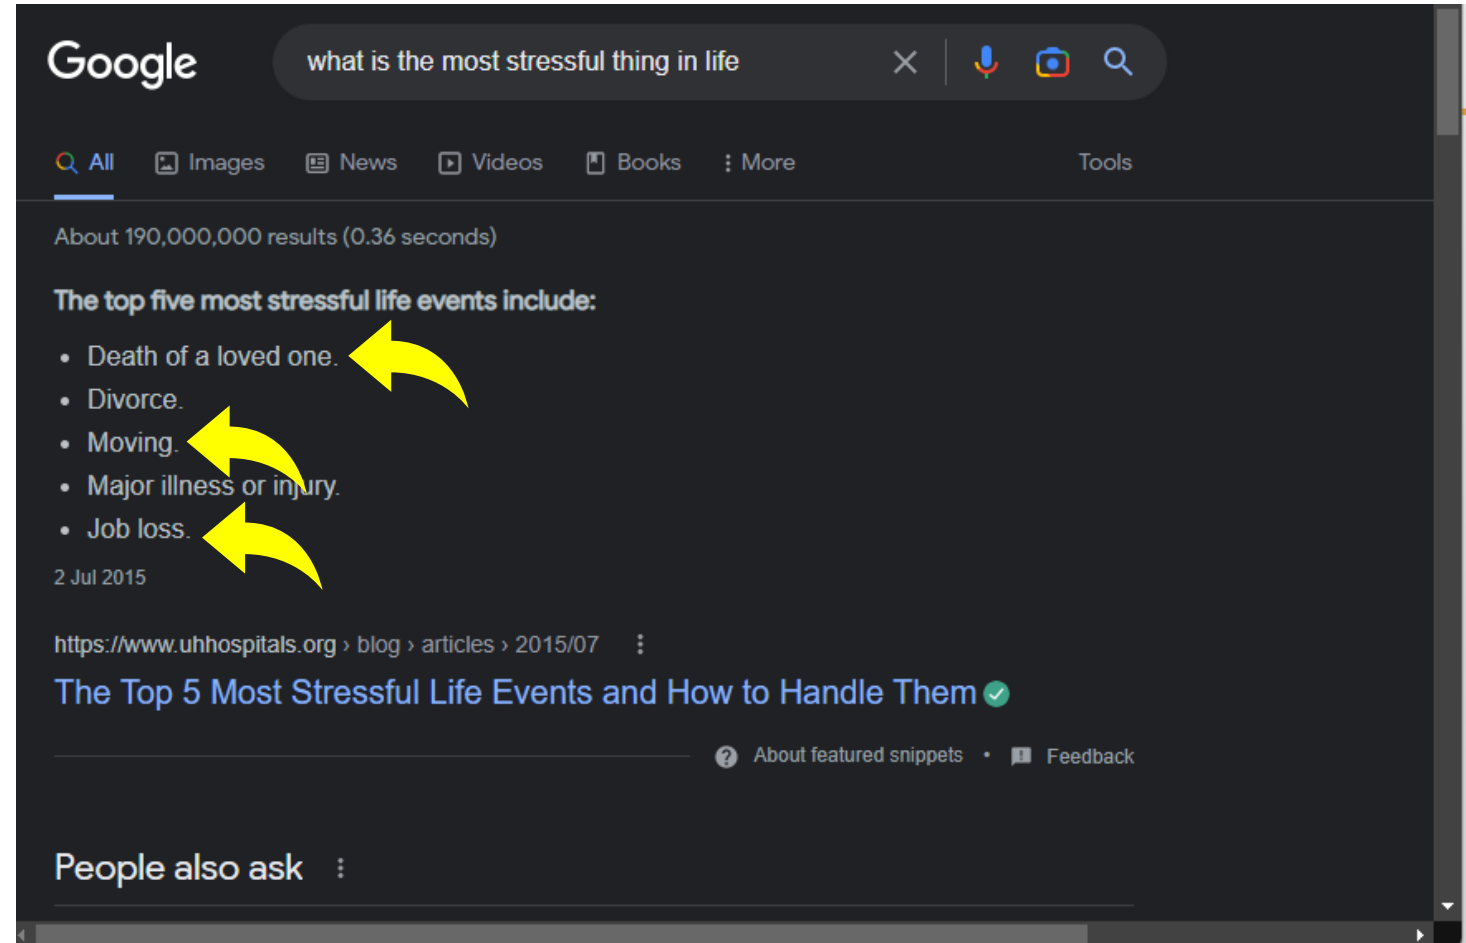 Google
what is the most stressful thing in life
All Images News Videos Books More Tools
About 190,000,000 results (0.36 seconds)
The top five most stressful life events include:
• Death of a loved one.
• Divorce.
• Moving.
• Major illness or injury.
• Job loss.
2 Jul 2015
https://www.uhhospitals.org › blog › articles › 2015/07
The Top 5 Most Stressful Life Events and How to Handle Them
About featured snippets • Feedback
People also ask